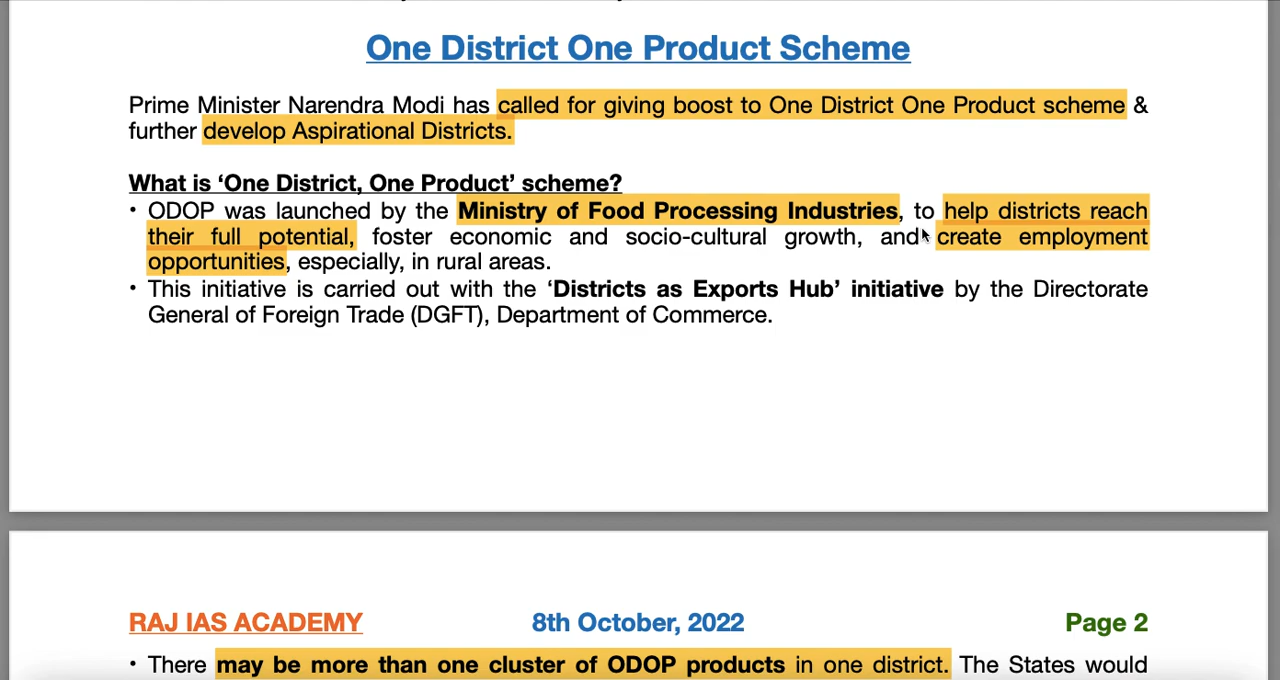 One District One Product Scheme
Prime Minister Narendra Modi has called for giving boost to One District One Product scheme &
further develop Aspirational Districts.
What is ‘One District, One Product’ scheme?
• ODOP was launched by the Ministry of Food Processing Industries, to help districts reach
their full potential, foster economic and socio-cultural growth, and create employment
opportunities, especially, in rural areas.
• This initiative is carried out with the ‘Districts as Exports Hub’ initiative by the Directorate
General of Foreign Trade (DGFT), Department of Commerce.
RAJ IAS ACADEMY 8th October, 2022 Page 2
• There may be more than one cluster of ODOP products in one district. The States would